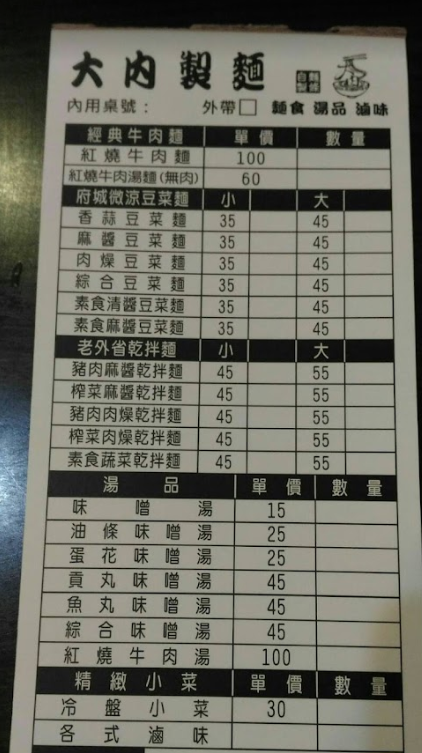 大內製麵
內用桌號： 外帶□ 麵食 湯品 滷味
經典牛肉麵 單價 數量
紅燒牛肉麵 100
紅燒牛肉湯麵(無肉) 60
府城微涼豆菜麵 小 大
香蒜豆菜麵 35 45
麻醬豆菜麵 35 45
肉燥豆菜麵 35 45
綜合豆菜麵 35 45
素食清醬豆菜麵 35 45
素食麻醬豆菜麵 35 45
老外省乾拌麵 小 大
豬肉麻醬乾拌麵 45 55
榨菜麻醬乾拌麵 45 55
豬肉肉燥乾拌麵 45 55
榨菜肉燥乾拌麵 45 55
素食蔬菜乾拌麵 45 55
湯品 單價 數量
味噌湯 15
油條味噌湯 25
蛋花味噌湯 25
貢丸味噌湯 45
魚丸味噌湯 45
綜合味噌湯 45
紅燒牛肉湯 100
精緻小菜 單價 數量
冷盤小菜 30
各式滷味